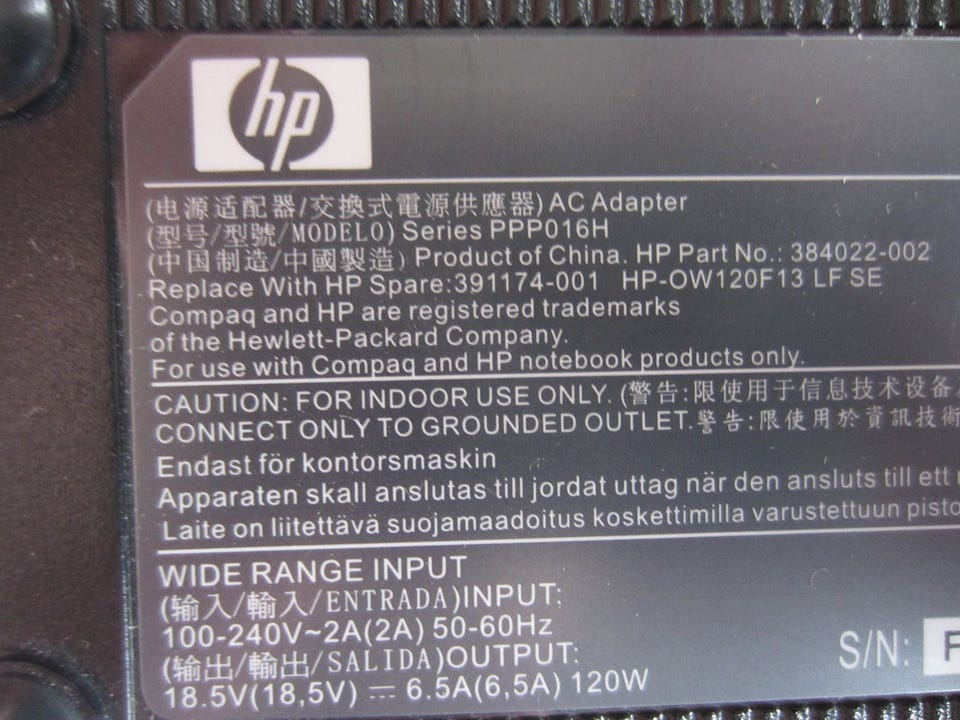 hp
(电源适配器/交換式電源供應器) AC Adapter
(型号/型號/MODELO) Series PPP016H
(中国制造/中國製造) Product of China. HP Part No.: 384022-002
Replace With HP Spare:391174-001 HP-OW120F13 LF SE
Compaq and HP are registered trademarks
of the Hewlett-Packard Company.
For use with Compaq and HP notebook products only.
CAUTION: FOR INDOOR USE ONLY. (警告:限使用于信息技术设备
CONNECT ONLY TO GROUNDED OUTLET.警告:限使用於資訊技術
Endast för kontorsmaskin
Apparaten skall anslutas till jordat uttag när den ansluts till ett
Laite on liitettävä suojamaadoitus koskettimilla varustettuun pisto
WIDE RANGE INPUT
(输入/輸入/ENTRADA)INPUT:
100-240V~2A(2A) 50-60Hz
(输出/輸出/SALIDA)OUTPUT:
18.5V(18,5V) ⎓ 6.5A(6,5A) 120W
S/N: F